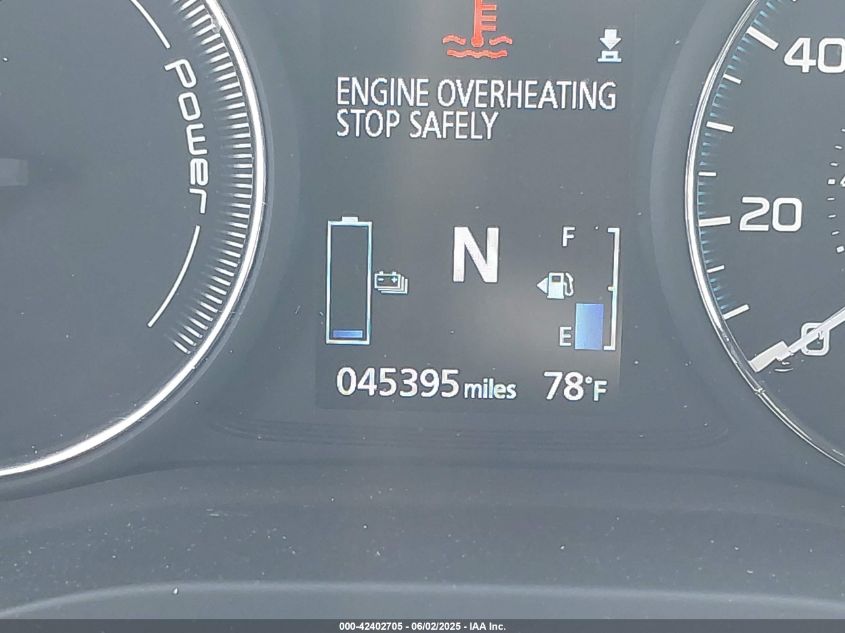 ENGINE OVERHEATING
STOP SAFELY
Power
40
20
0
N
F
E
045395 miles 78°F
000-42402705 - 06/02/2025 - IAA Inc.